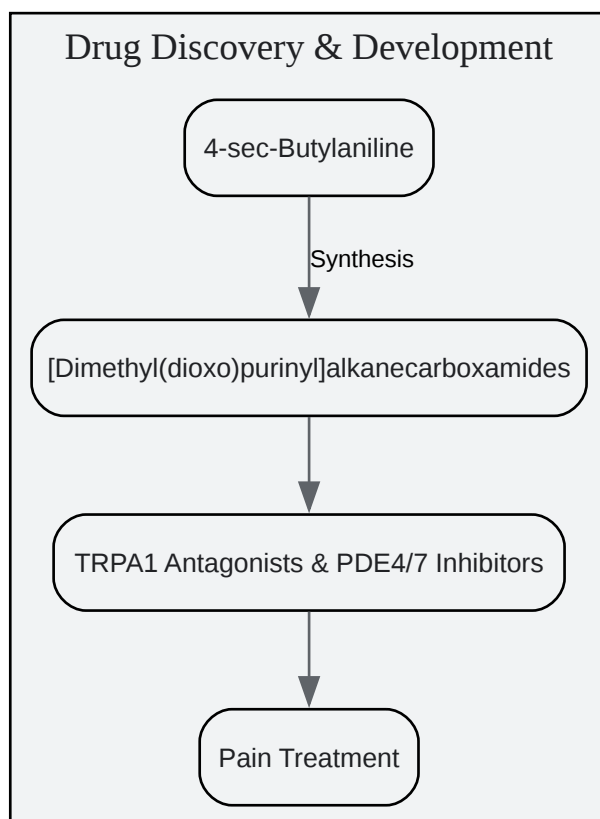 Drug Discovery & Development
4-sec-Butylaniline
Synthesis
[Dimethyl(dioxo)purinyl]alkanecarboxamides
TRPA1 Antagonists & PDE4/7 Inhibitors
Pain Treatment